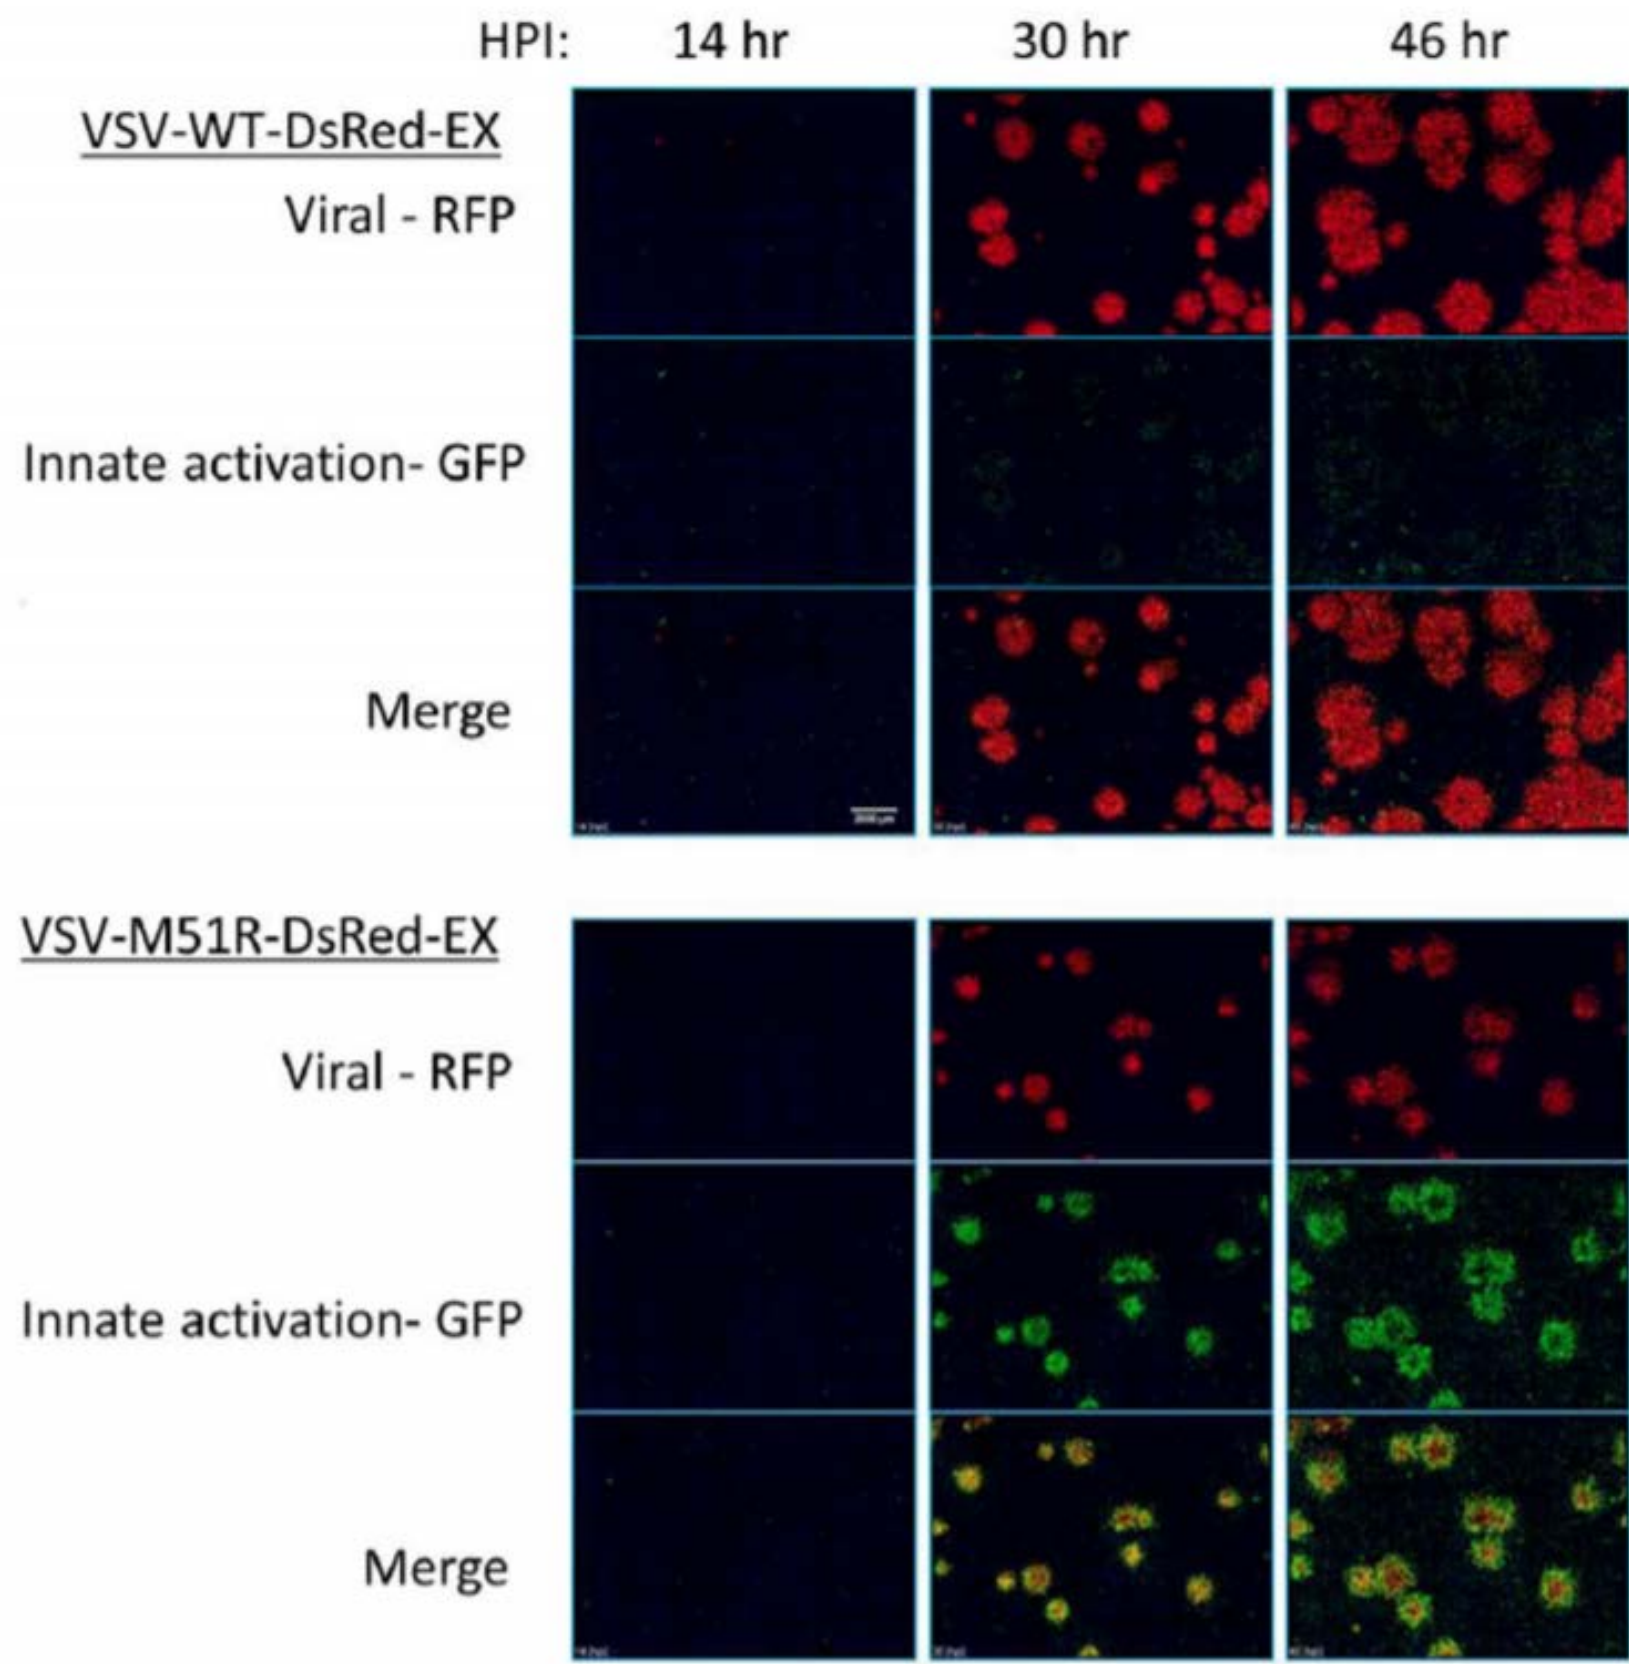 HPI: 14 hr 30 hr 46 hr
VSV-WT-DsRed-EX
Viral - RFP
Innate activation- GFP
Merge
VSV-M51R-DsRed-EX
Viral - RFP
Innate activation- GFP
Merge